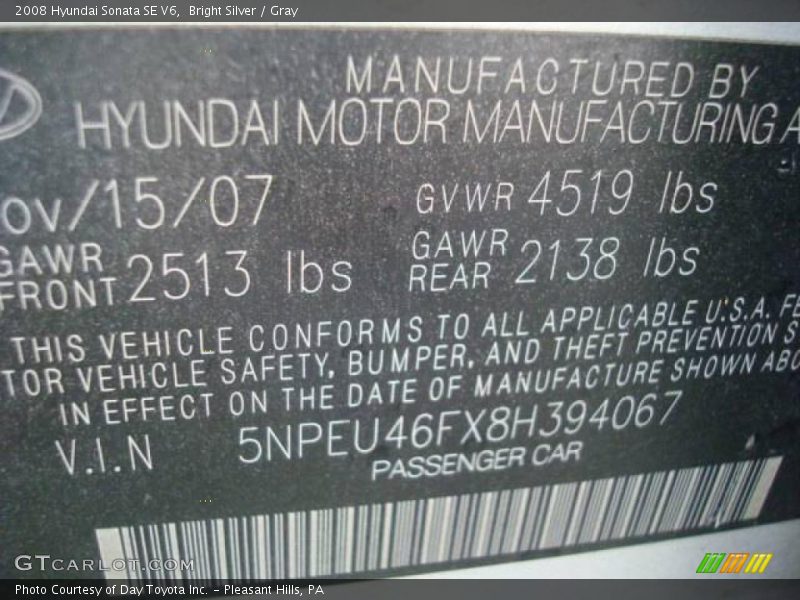 2008 Hyundai Sonata SE V6,  Bright Silver / Gray
MANUFACTURED BY
HYUNDAI MOTOR MANUFACTURING A
ov/15/07 GVWR 4519 lbs
GAWR FRONT 2513 lbs GAWR REAR 2138 lbs
THIS VEHICLE CONFORMS TO ALL APPLICABLE U.S.A. FE
TOR VEHICLE SAFETY, BUMPER, AND THEFT PREVENTION S
IN EFFECT ON THE DATE OF MANUFACTURE SHOWN ABO
V.I.N 5NPEU46FX8H394067
PASSENGER CAR
GTCARLOT.COM
Photo Courtesy of Day Toyota Inc. - Pleasant Hills, PA